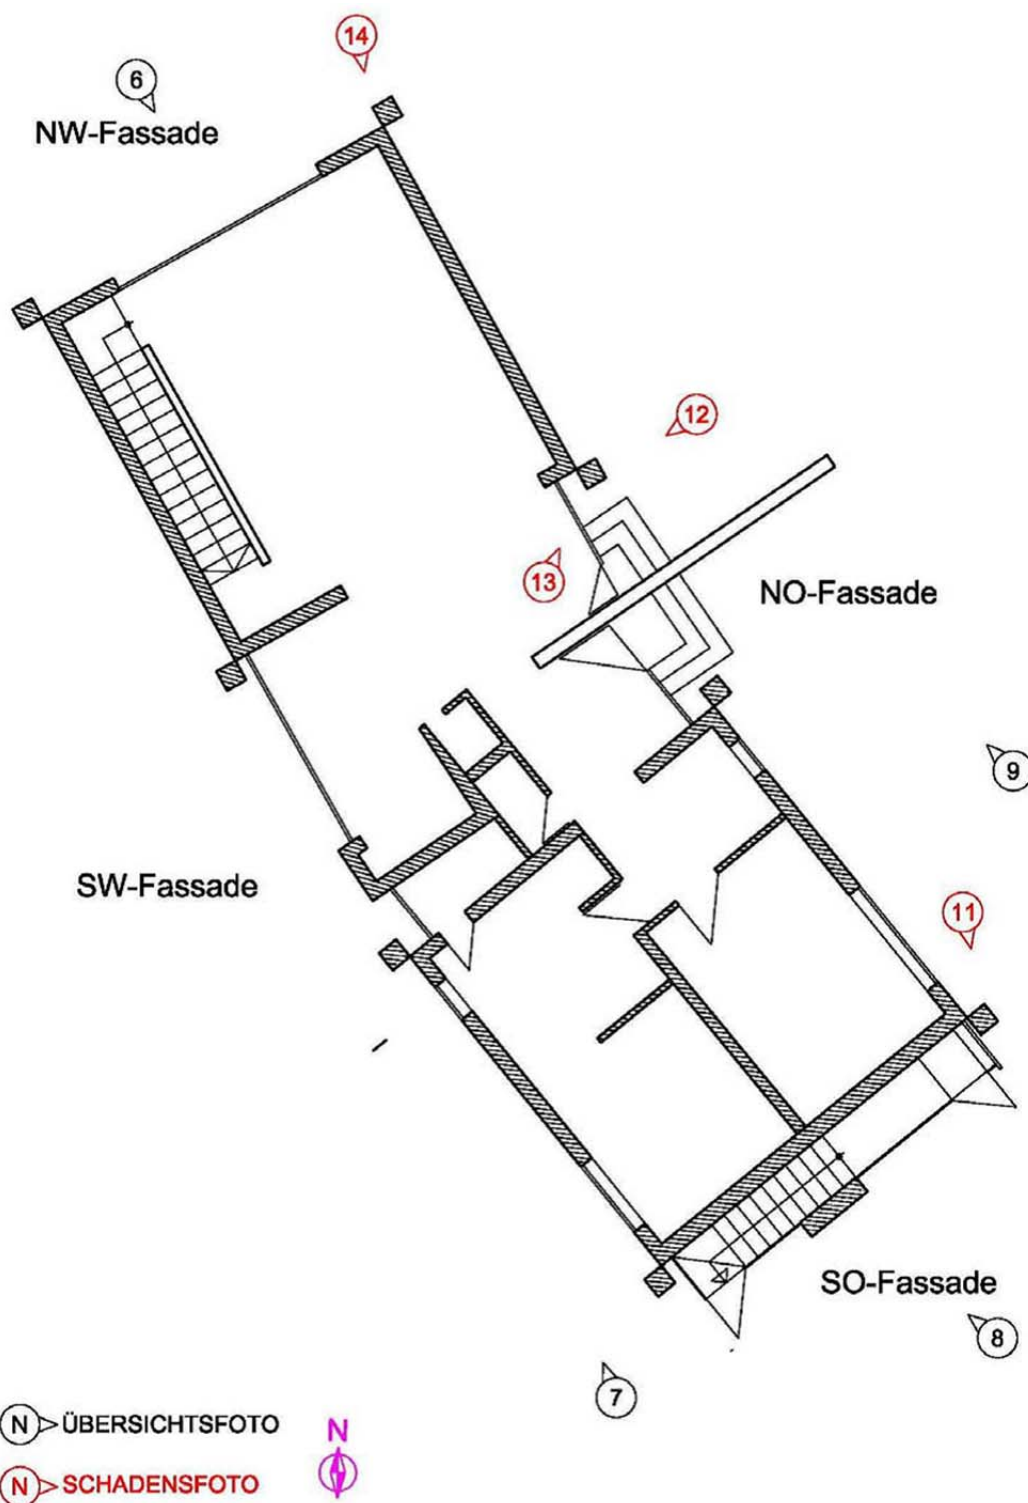 14
6
NW-Fassade
12
13
NO-Fassade
9
SW-Fassade
11
SO-Fassade
8
7
N ÜBERSICHTSFOTO
N
N SCHADENSFOTO